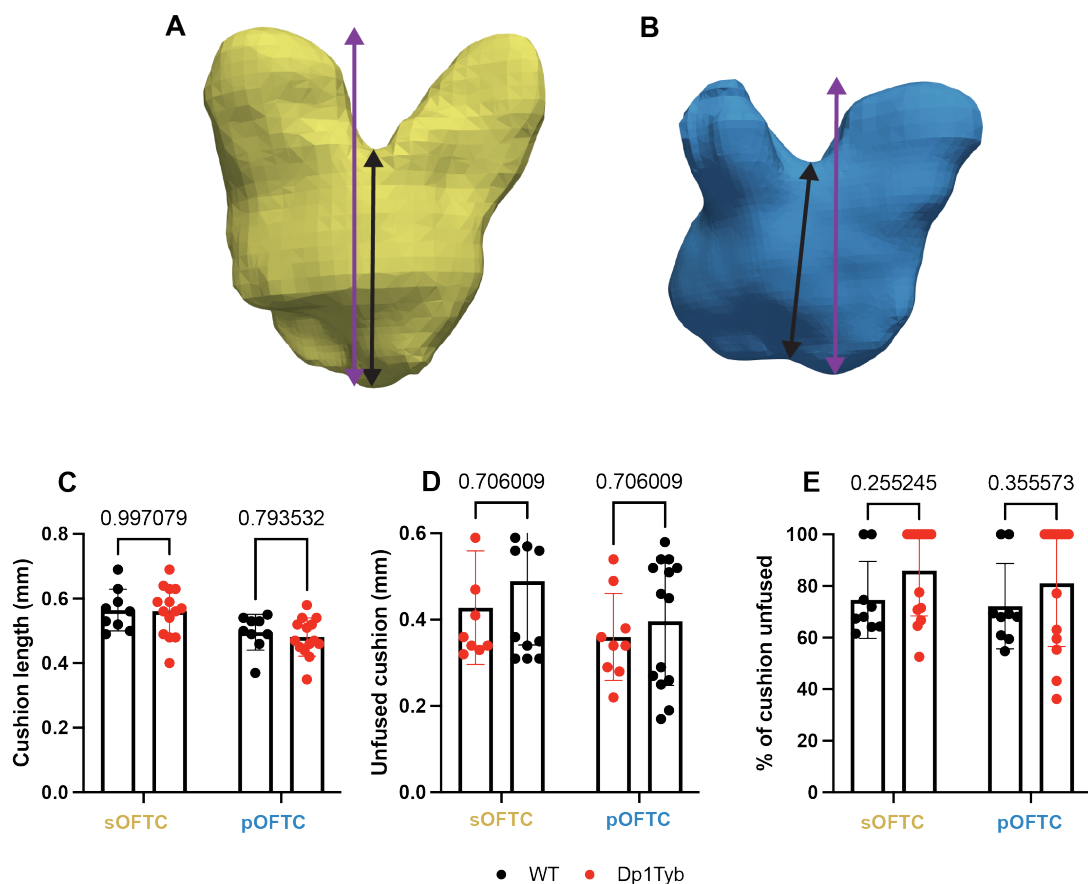 A
B
C
0.997079
0.793532
Cushion length (mm)
0.8
0.6
0.4
0.2
0.0
sOFTC
pOFTC
D
0.706009
0.706009
Unfused cushion (mm)
0.6
0.4
0.2
0.0
sOFTC
pOFTC
E
0.255245
0.355573
% of cushion unfused
100
80
60
40
20
0
sOFTC
pOFTC
WT
Dp1Tyb